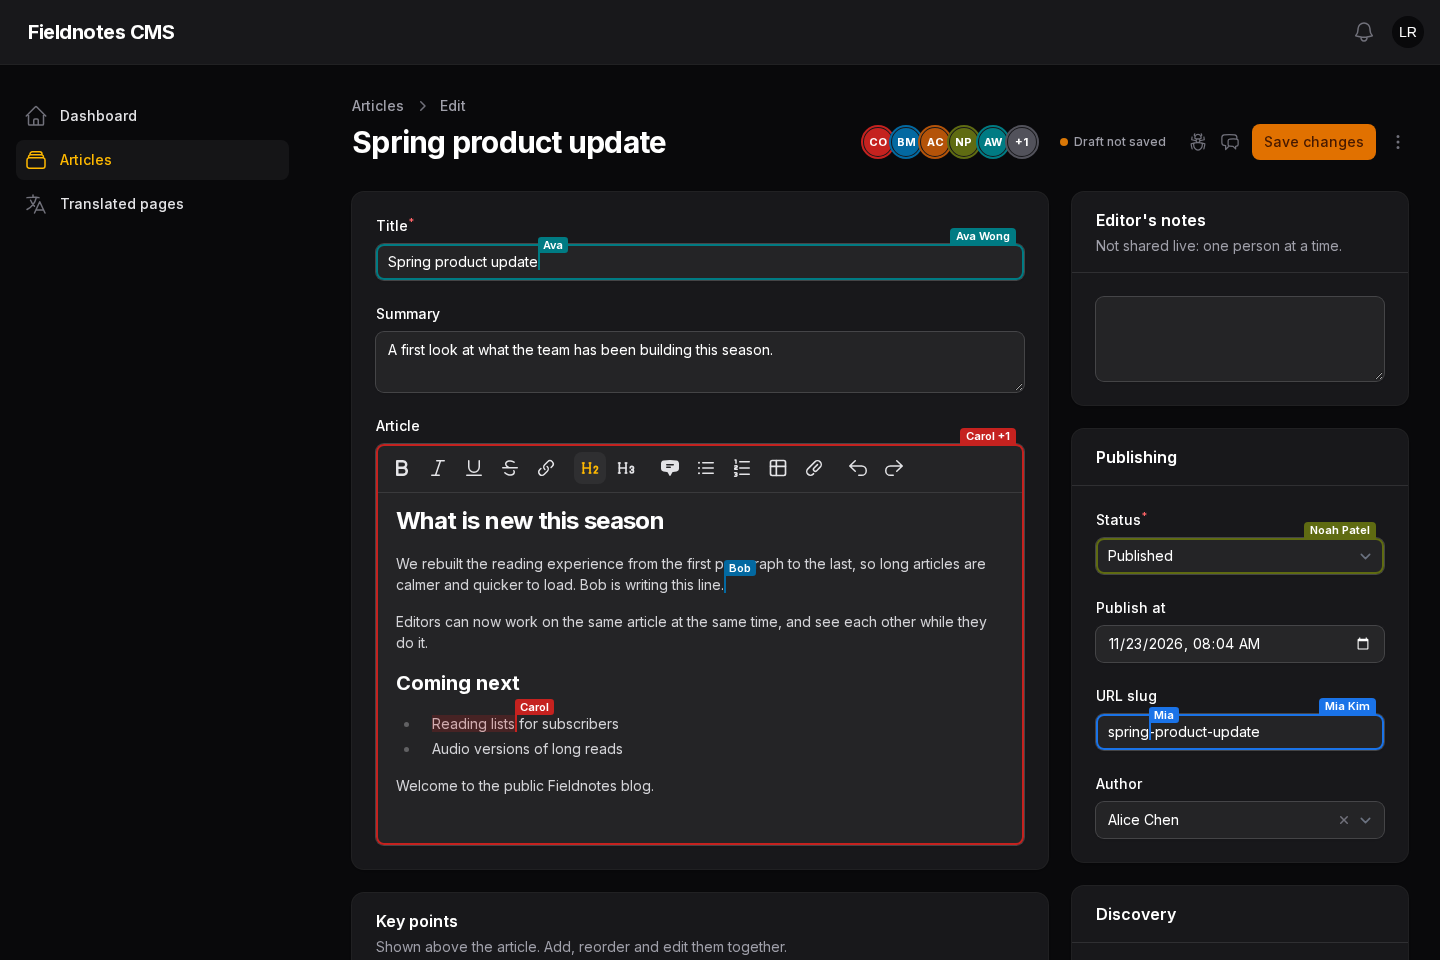 Fieldnotes CMS
LR
Dashboard
Articles
Translated pages
Articles
Edit
Spring product update
CO
BM
AC
NP
AW
+1
Draft not saved
Save changes
Title*
Ava
Ava Wong
Spring product update
Summary
A first look at what the team has been building this season.
Article
Carol +1
H2
H3
What is new this season
We rebuilt the reading experience from the first p raph to the last, so long articles are
Bob
calmer and quicker to load. Bob is writing this line.
Editors can now work on the same article at the same time, and see each other while they
do it.
Coming next
Carol
Reading lists for subscribers
Audio versions of long reads
Welcome to the public Fieldnotes blog.
Key points
Shown above the article. Add, reorder and edit them together.
Editor's notes
Not shared live: one person at a time.
Publishing
Status*
Noah Patel
Published
Publish at
11/23/2026, 08:04 AM
URL slug
Mia
Mia Kim
spring-product-update
Author
Alice Chen
Discovery